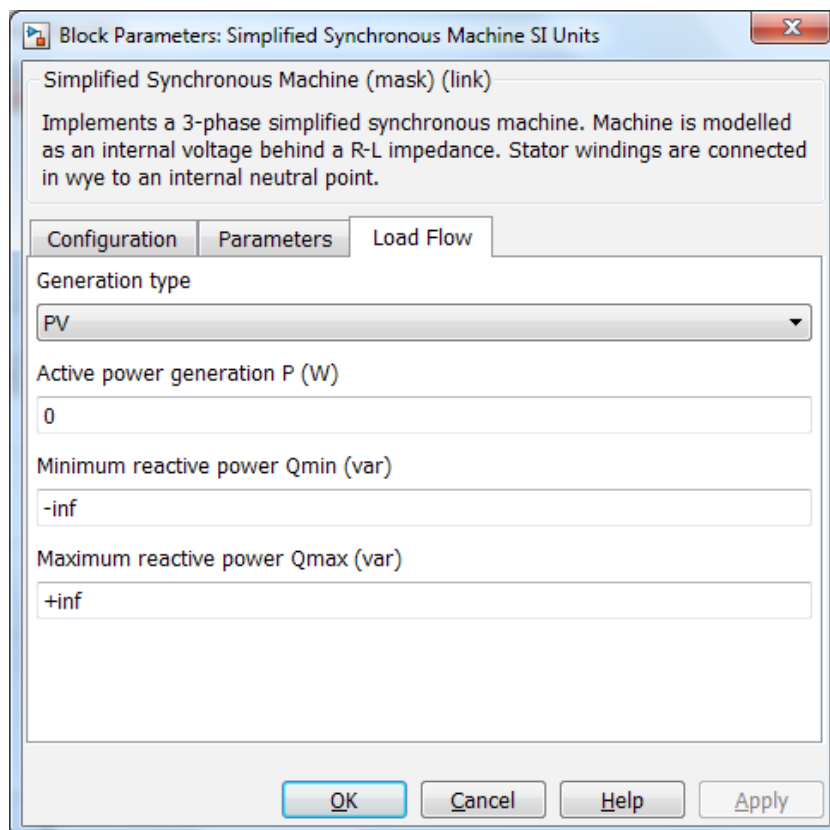 Block Parameters: Simplified Synchronous Machine SI Units
X
Simplified Synchronous Machine (mask) (link)
Implements a 3-phase simplified synchronous machine. Machine is modelled
as an internal voltage behind a R-L impedance. Stator windings are connected
in wye to an internal neutral point.
Configuration
Parameters
Load Flow
Generation type
PV
Active power generation P (W)
0
Minimum reactive power Qmin (var)
-inf
Maximum reactive power Qmax (var)
+inf
OK
Cancel
Help
Apply